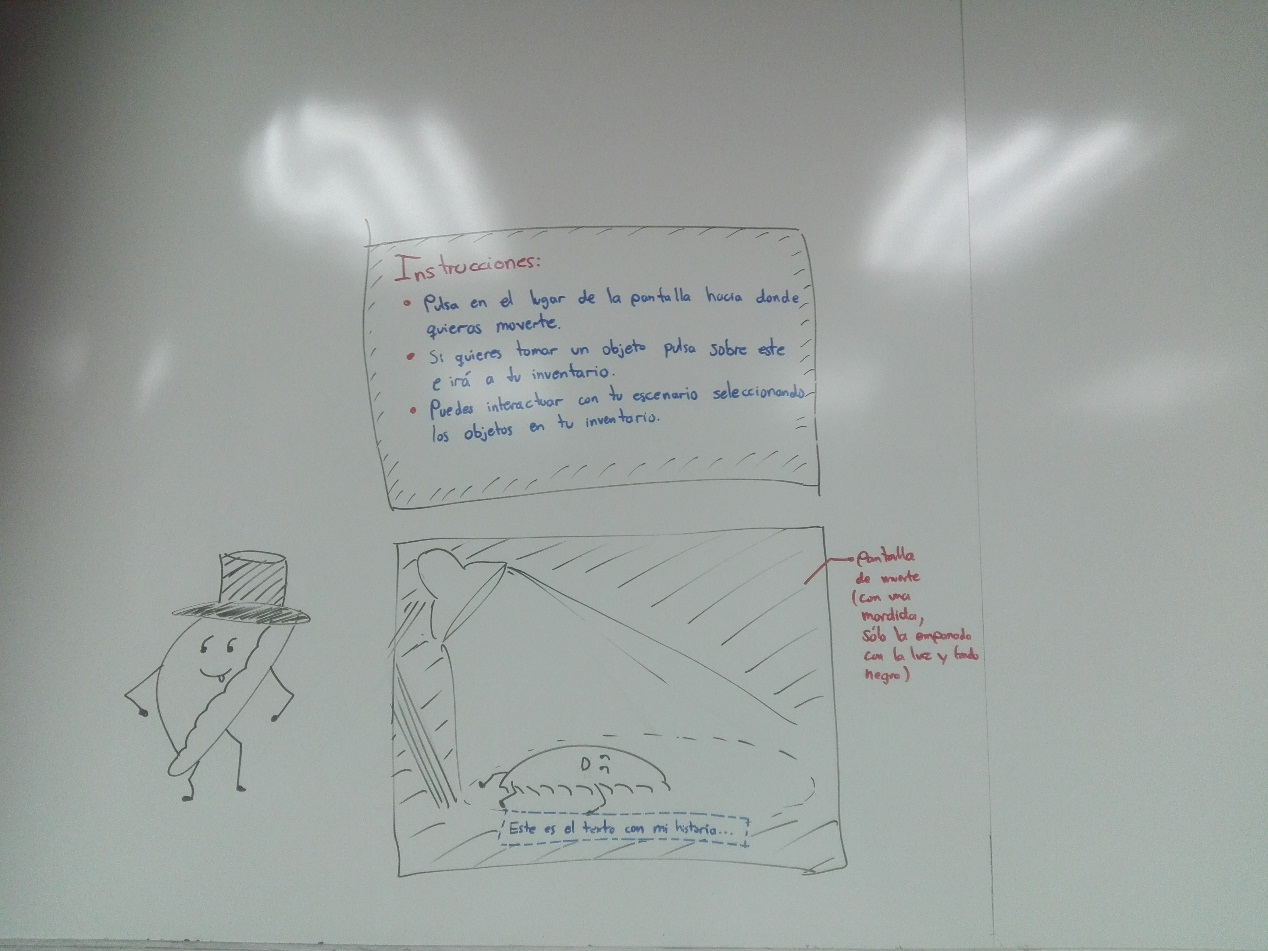 Instrucciones:
• Pulsa en el lugar de la pantalla hacia donde
quieras moverte.
• Si quieres tomar un objeto pulsa sobre este
e irá a tu inventario.
• Puedes interactuar con tu escenario seleccionando
los objetos en tu inventario.
Pantalla
de muerte
(con una
mordida,
sólo la empanada
con la luz y fondo
negro)
Este es el texto con mi historia...